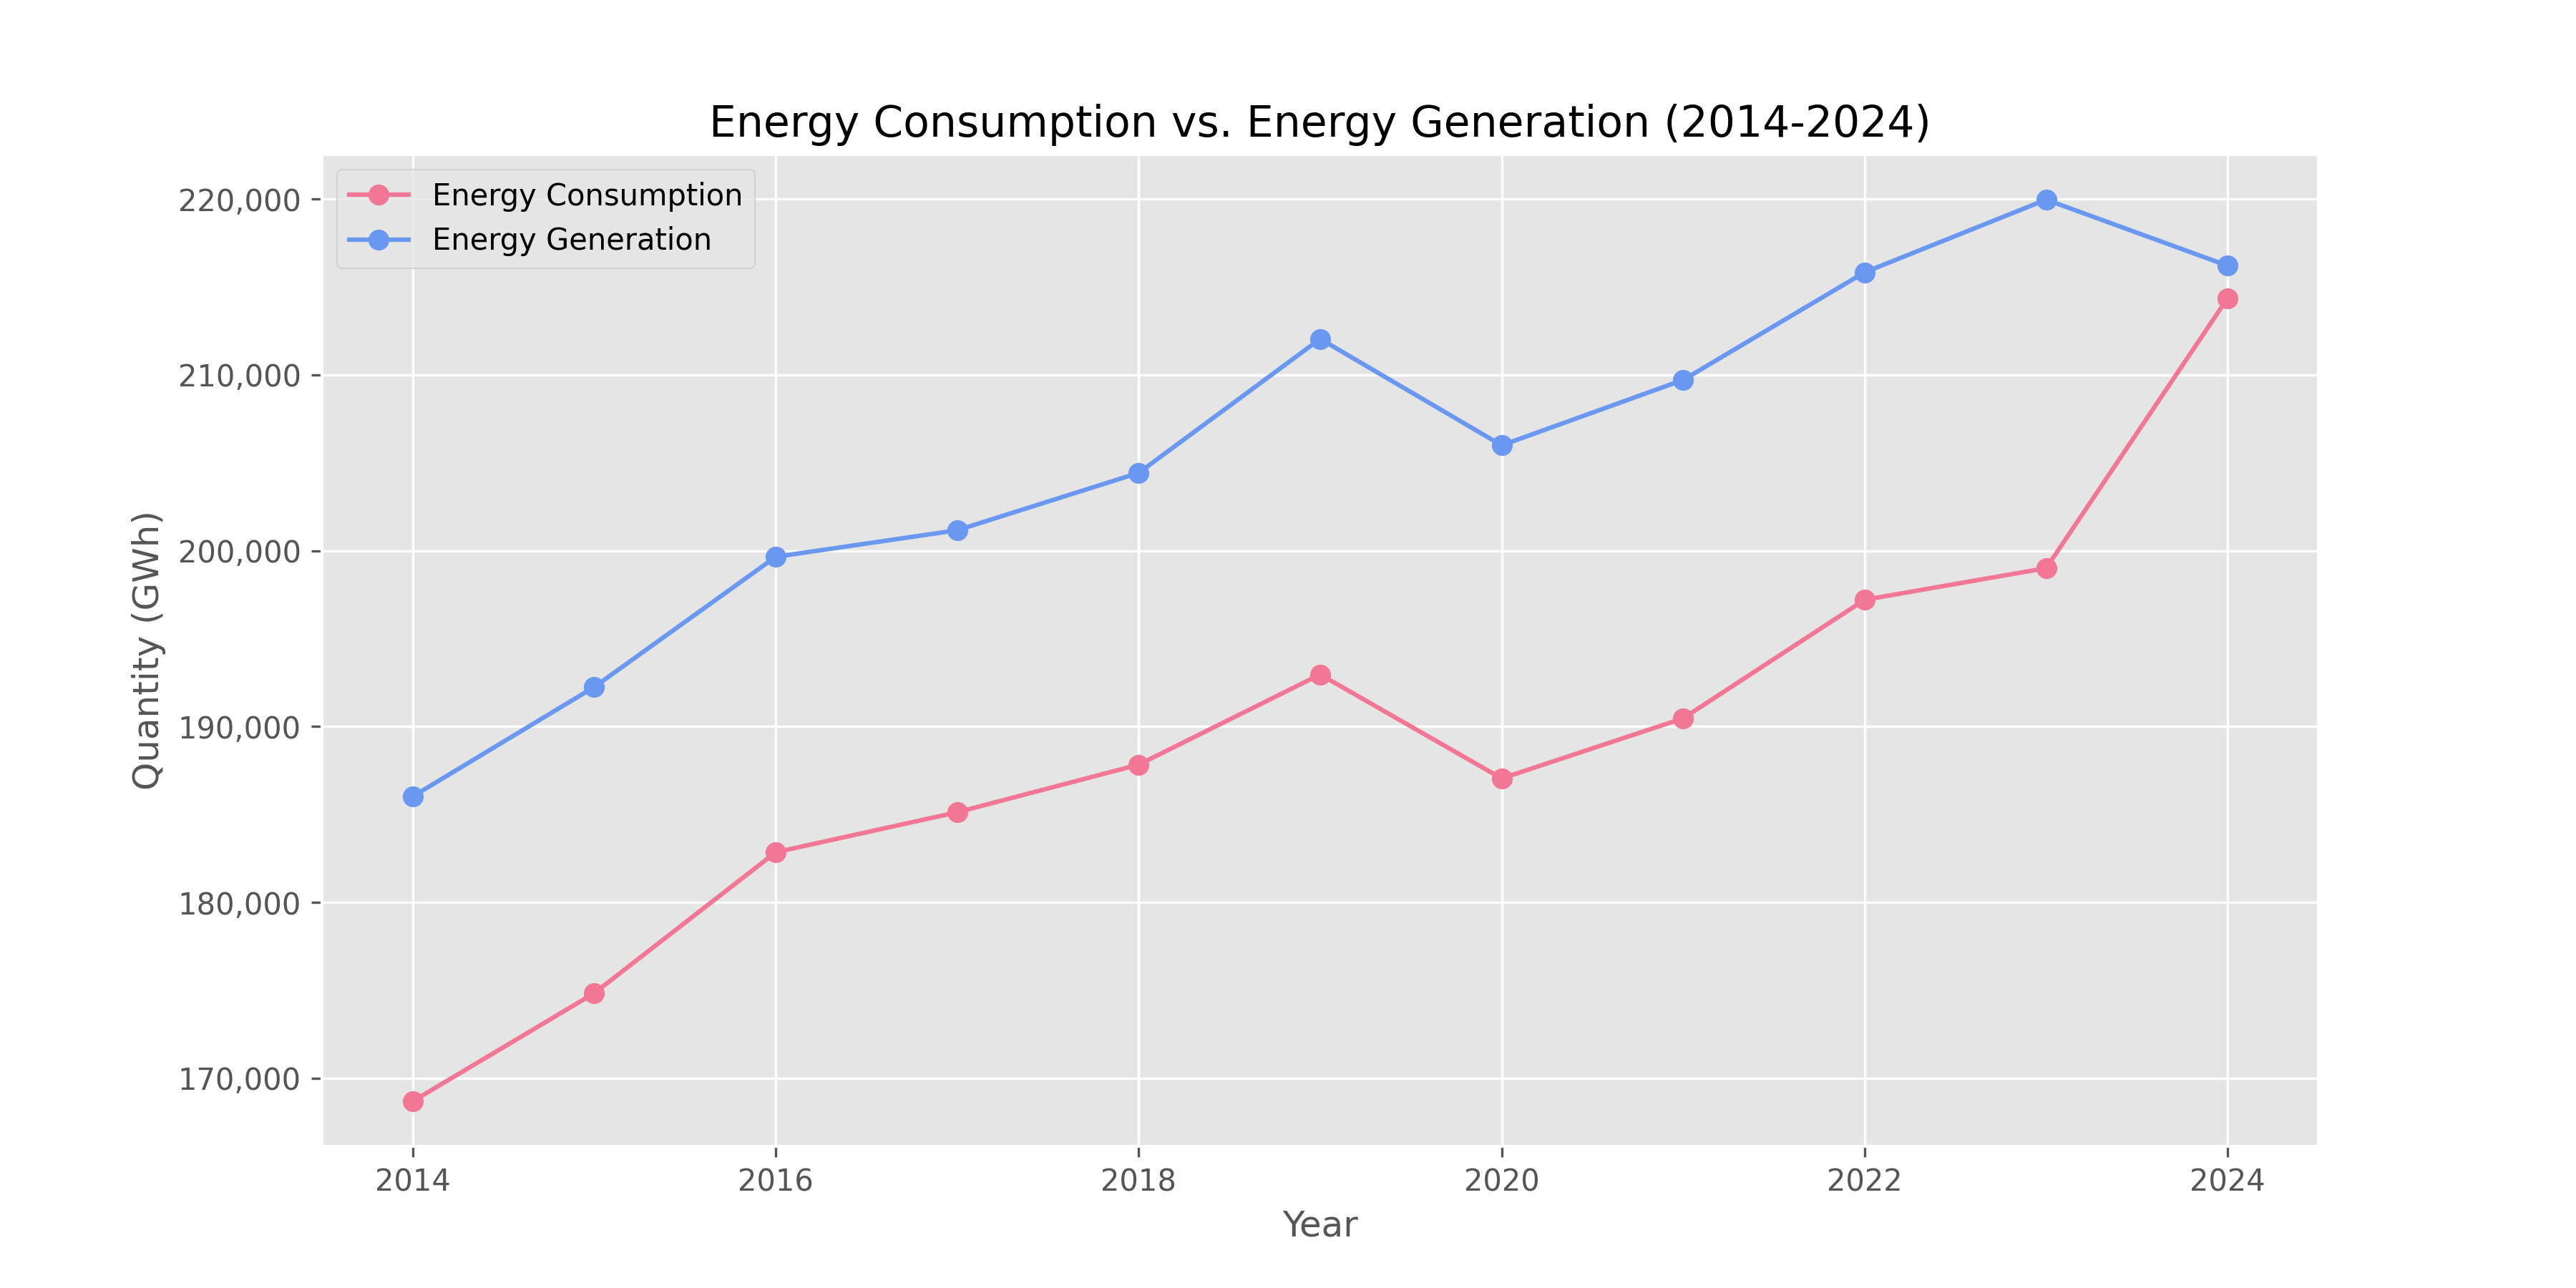 Energy Consumption vs. Energy Generation (2014-2024)
Energy Consumption
Energy Generation
220,000
210,000
200,000
190,000
180,000
170,000
Quantity (GWh)
2014 2016 2018 2020 2022 2024
Year